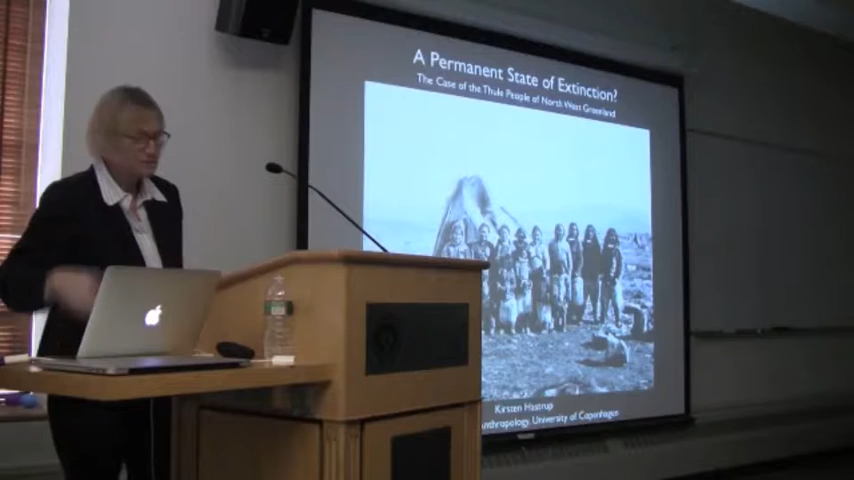 A Permanent State of Extinction?
The Case of the Thule People of North West Greenland
Kirsten Hastrup
Anthropology University of Copenhagen